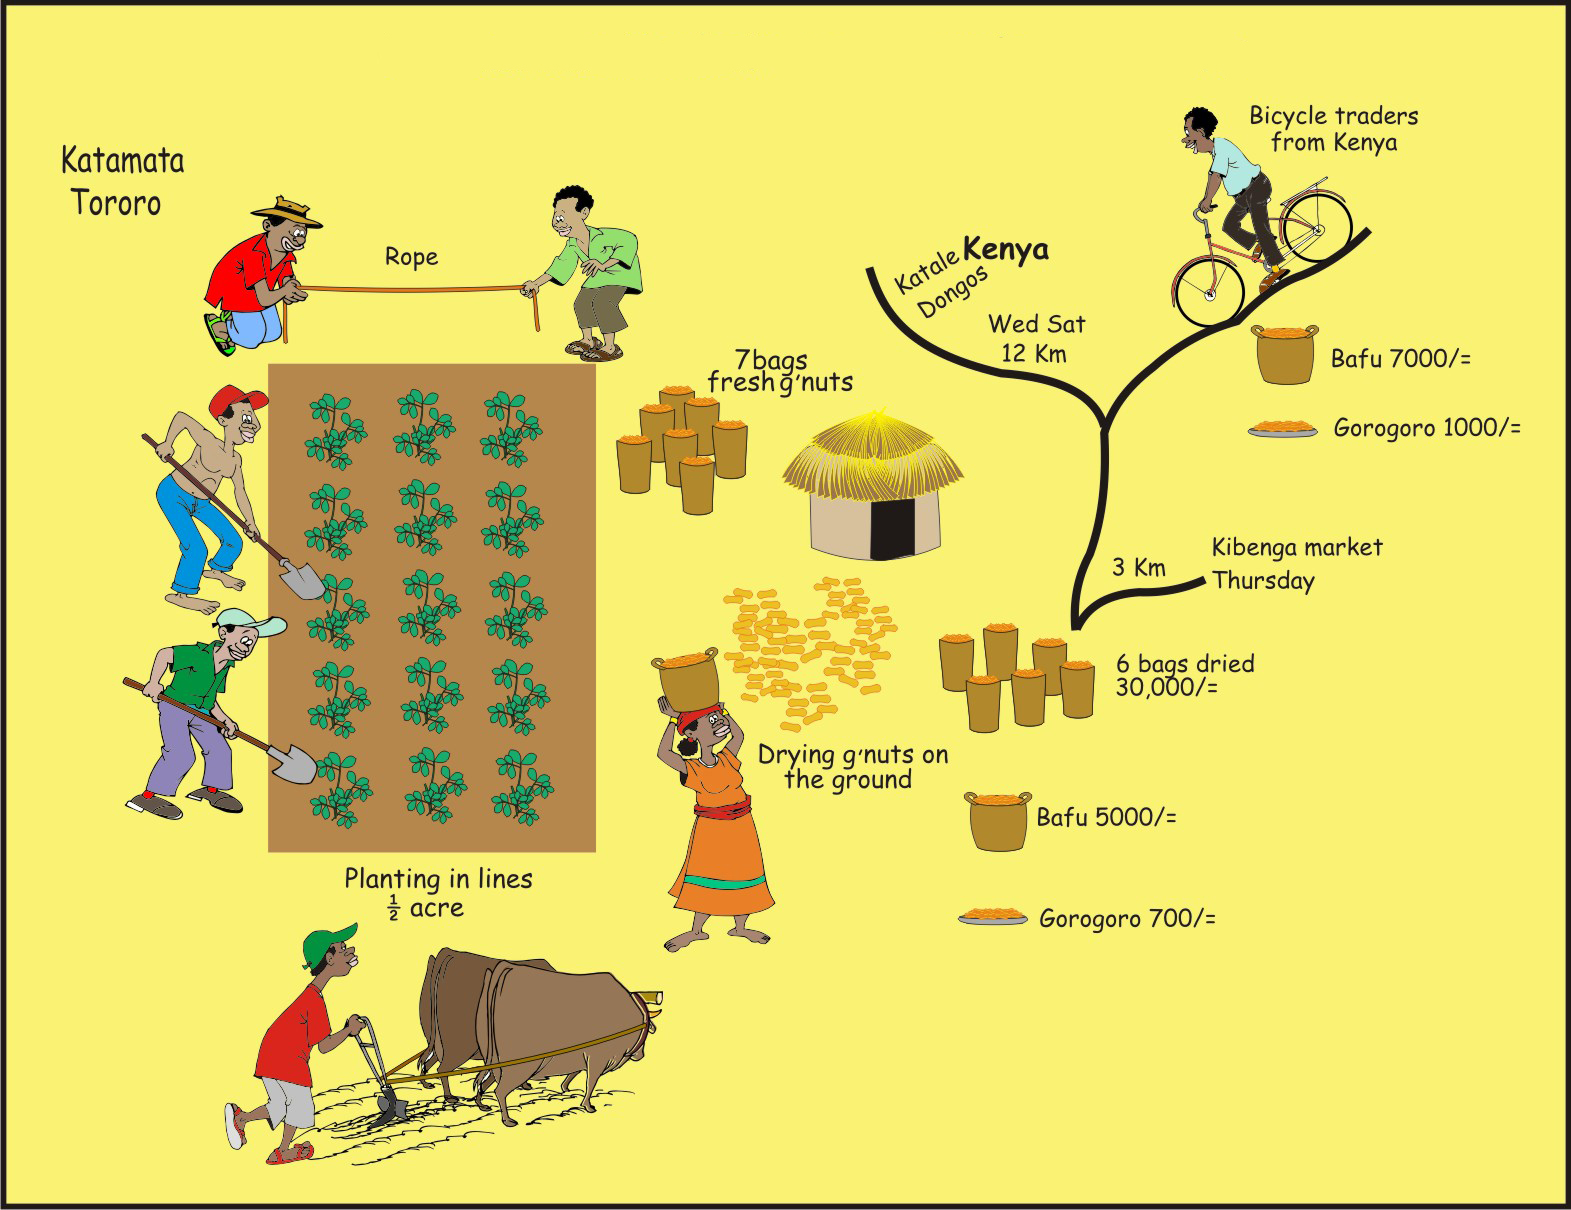 Katamata
Tororo
Rope
Bicycle traders
from Kenya
Katale Kenya
Dongos
Wed Sat
12 Km
Bafu 7000/=
Gorogoro 1000/=
7bags
fresh g'nuts
3 Km
Kibenga market
Thursday
6 bags dried
30,000/=
Drying g'nuts on
the ground
Bafu 5000/=
Gorogoro 700/=
Planting in lines
½ acre